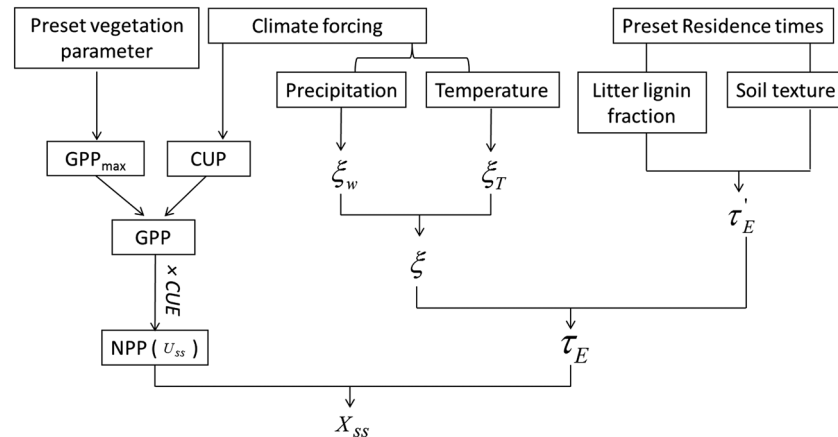 Preset vegetation
parameter
Climate forcing
Preset Residence times
Precipitation
Temperature
Litter lignin
fraction
Soil texture
GPPmax
CUP
ξw
ξT
τ'E
GPP
ξ
× CUE
NPP ( Uss )
τE
Xss